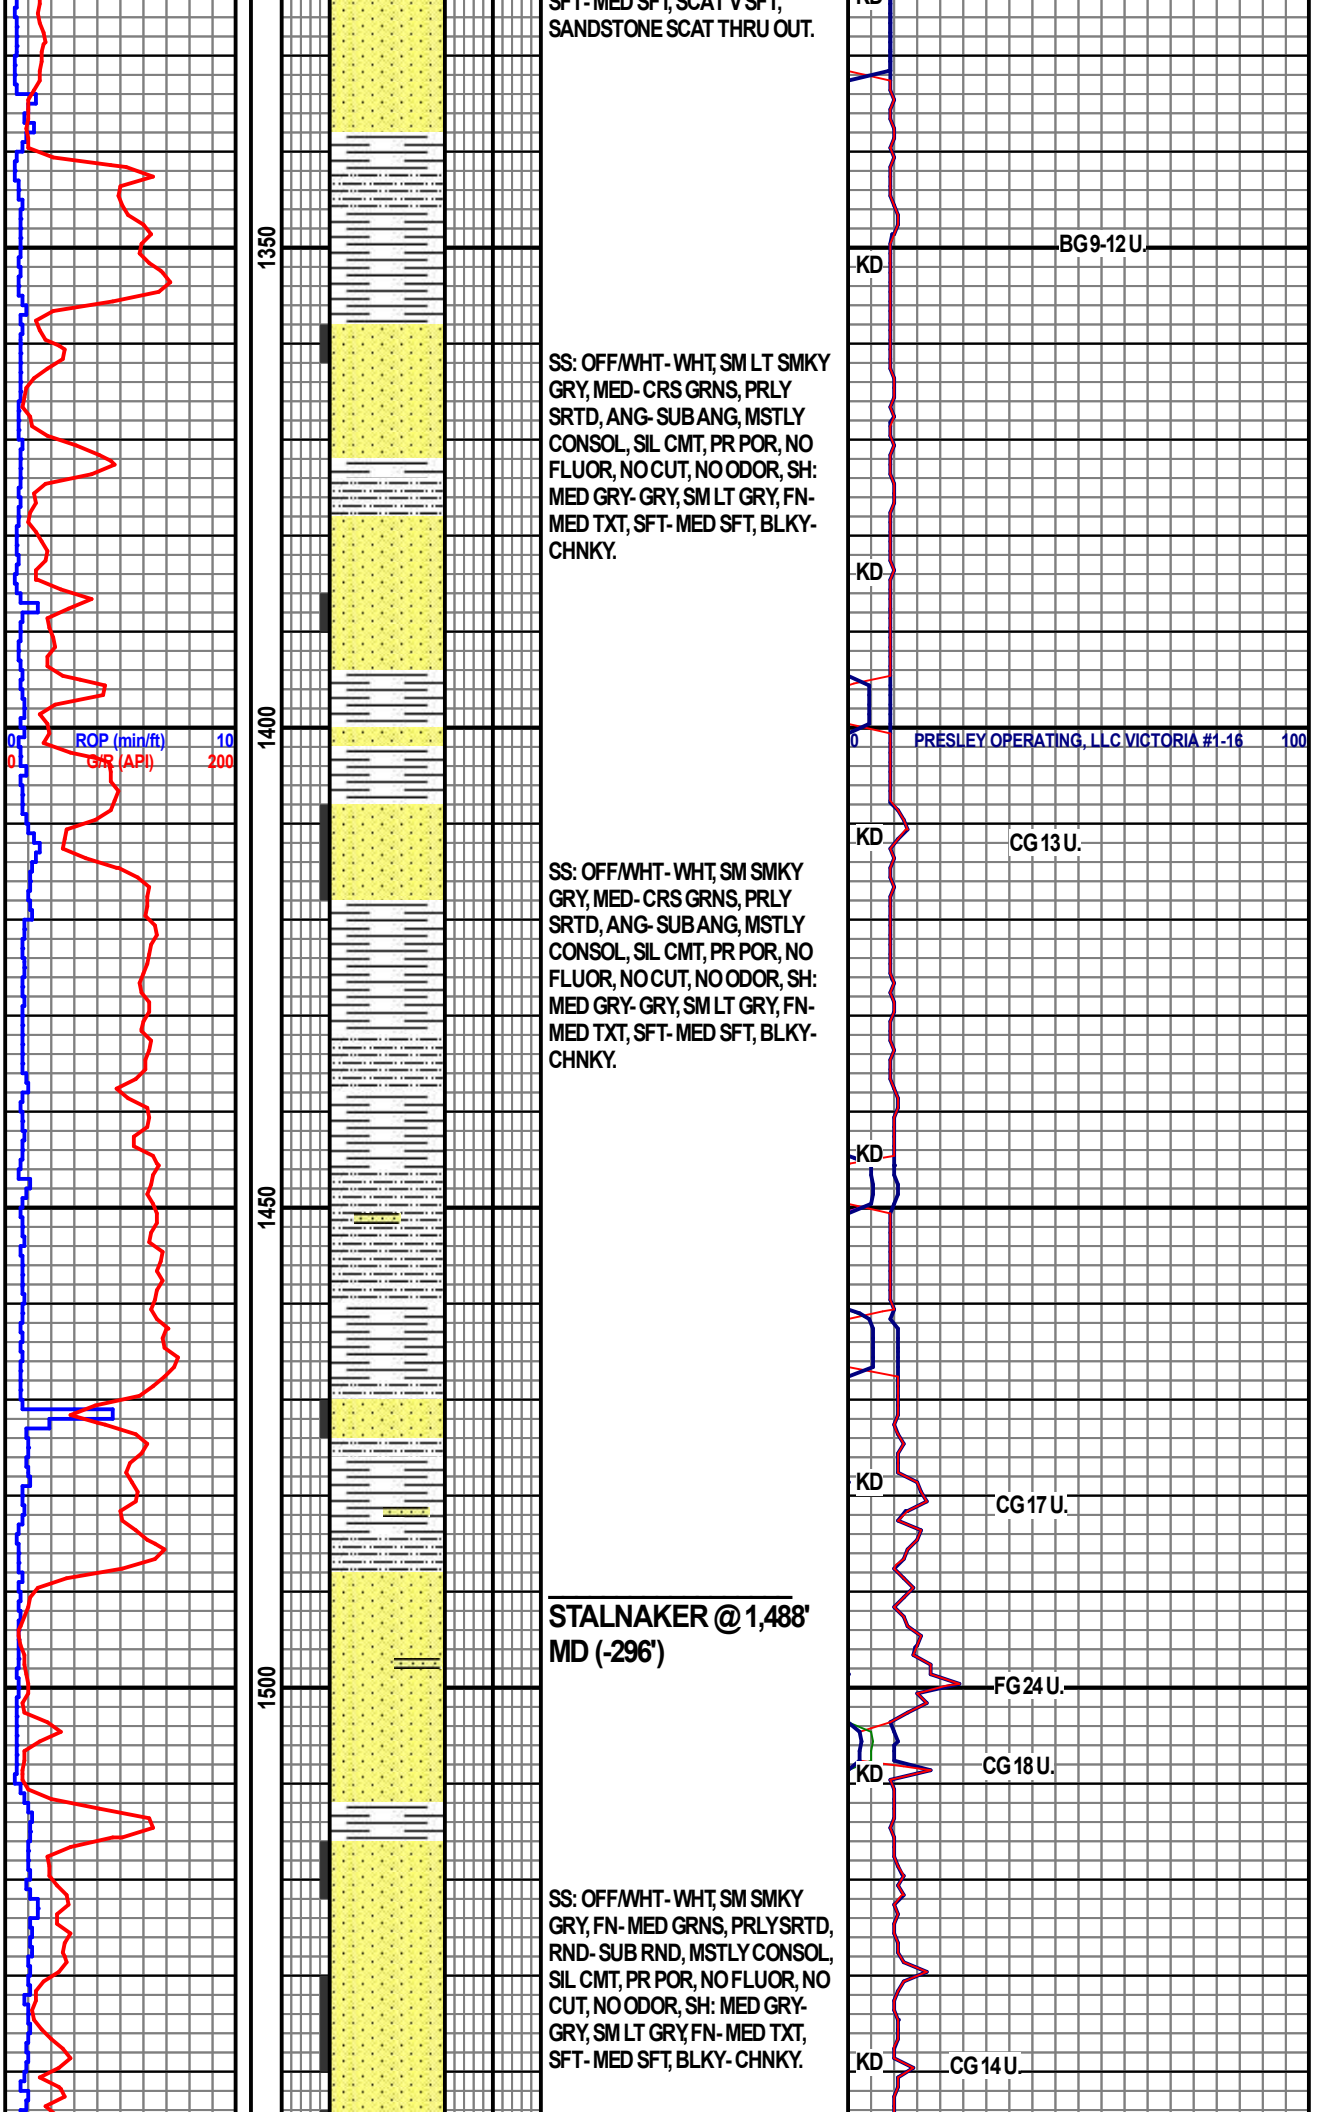 SFT- MED SFT, SCAT V SFT,
SANDSTONE SCAT THRU OUT.
KD
1350
BG 9-12 U.
KD
SS: OFF/WHT- WHT, SM LT SMKY
GRY, MED- CRS GRNS, PRLY
SRTD, ANG- SUB ANG, MSTLY
CONSOL, SIL CMT, PR POR, NO
FLUOR, NO CUT, NO ODOR, SH:
MED GRY- GRY, SM LT GRY, FN-
MED TXT, SFT- MED SFT, BLKY-
CHNKY.
KD
1400
0 ROP (min/ft) 10
0 G/R (API) 200
0 PRESLEY OPERATING, LLC VICTORIA #1-16 100
KD
CG 13 U.
SS: OFF/WHT- WHT, SM SMKY
GRY, MED- CRS GRNS, PRLY
SRTD, ANG- SUB ANG, MSTLY
CONSOL, SIL CMT, PR POR, NO
FLUOR, NO CUT, NO ODOR, SH:
MED GRY- GRY, SM LT GRY, FN-
MED TXT, SFT- MED SFT, BLKY-
CHNKY.
KD
1450
KD
CG 17 U.
STALNAKER @ 1,488'
MD (-296')
1500
FG 24 U.
CG 18 U.
KD
SS: OFF/WHT- WHT, SM SMKY
GRY, FN- MED GRNS, PRLY SRTD,
RND- SUB RND, MSTLY CONSOL,
SIL CMT, PR POR, NO FLUOR, NO
CUT, NO ODOR, SH: MED GRY-
GRY, SM LT GRY, FN- MED TXT,
SFT- MED SFT, BLKY- CHNKY.
KD
CG 14 U.